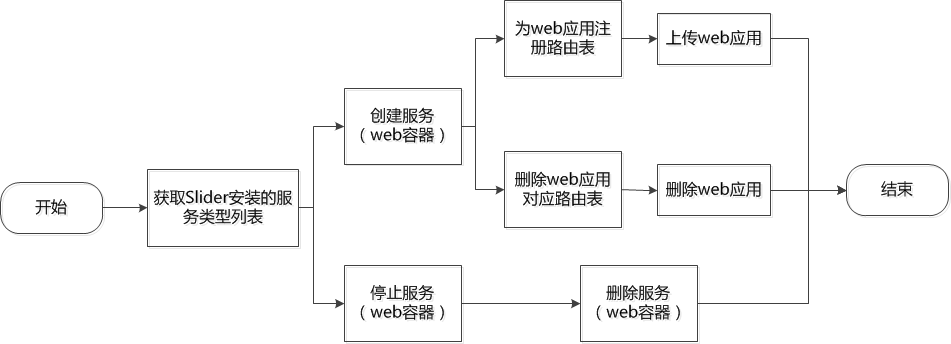 开始
获取Slider安装的服
务类型列表
创建服务
（web容器）
为web应用注
册路由表
上传web应用
删除web应用
对应路由表
删除web应用
停止服务
（web容器）
删除服务
（web容器）
结束